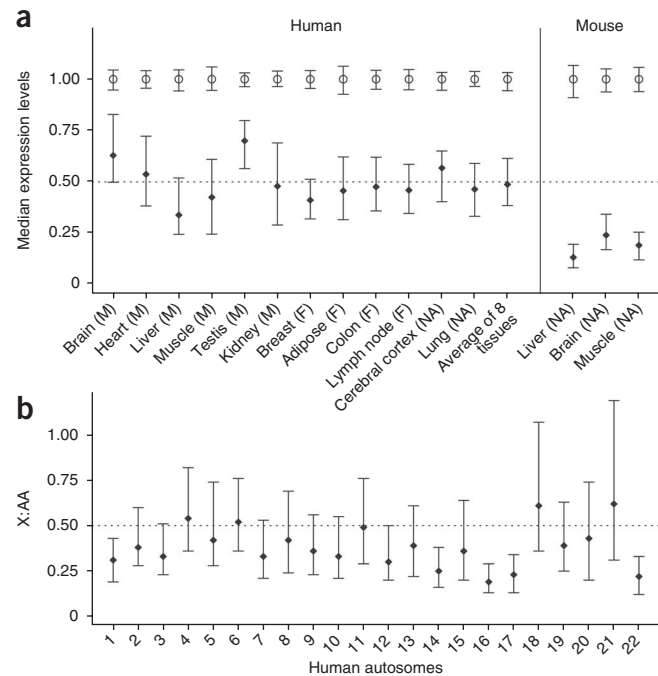 a
Human
Mouse
Median expression levels
1.00
0.75
0.50
0.25
0
Brain (M)
Heart (M)
Liver (M)
Muscle (M)
Testis (M)
Kidney (M)
Breast (F)
Adipose (F)
Colon (F)
Lymph node (F)
Cerebral cortex (NA)
Lung (NA)
Average of 8
tissues
Liver (NA)
Brain (NA)
Muscle (NA)
b
X:AA
1.00
0.75
0.50
0.25
0
1 2 3 4 5 6 7 8 9 10 11 12 13 14 15 16 17 18 19 20 21 22
Human autosomes